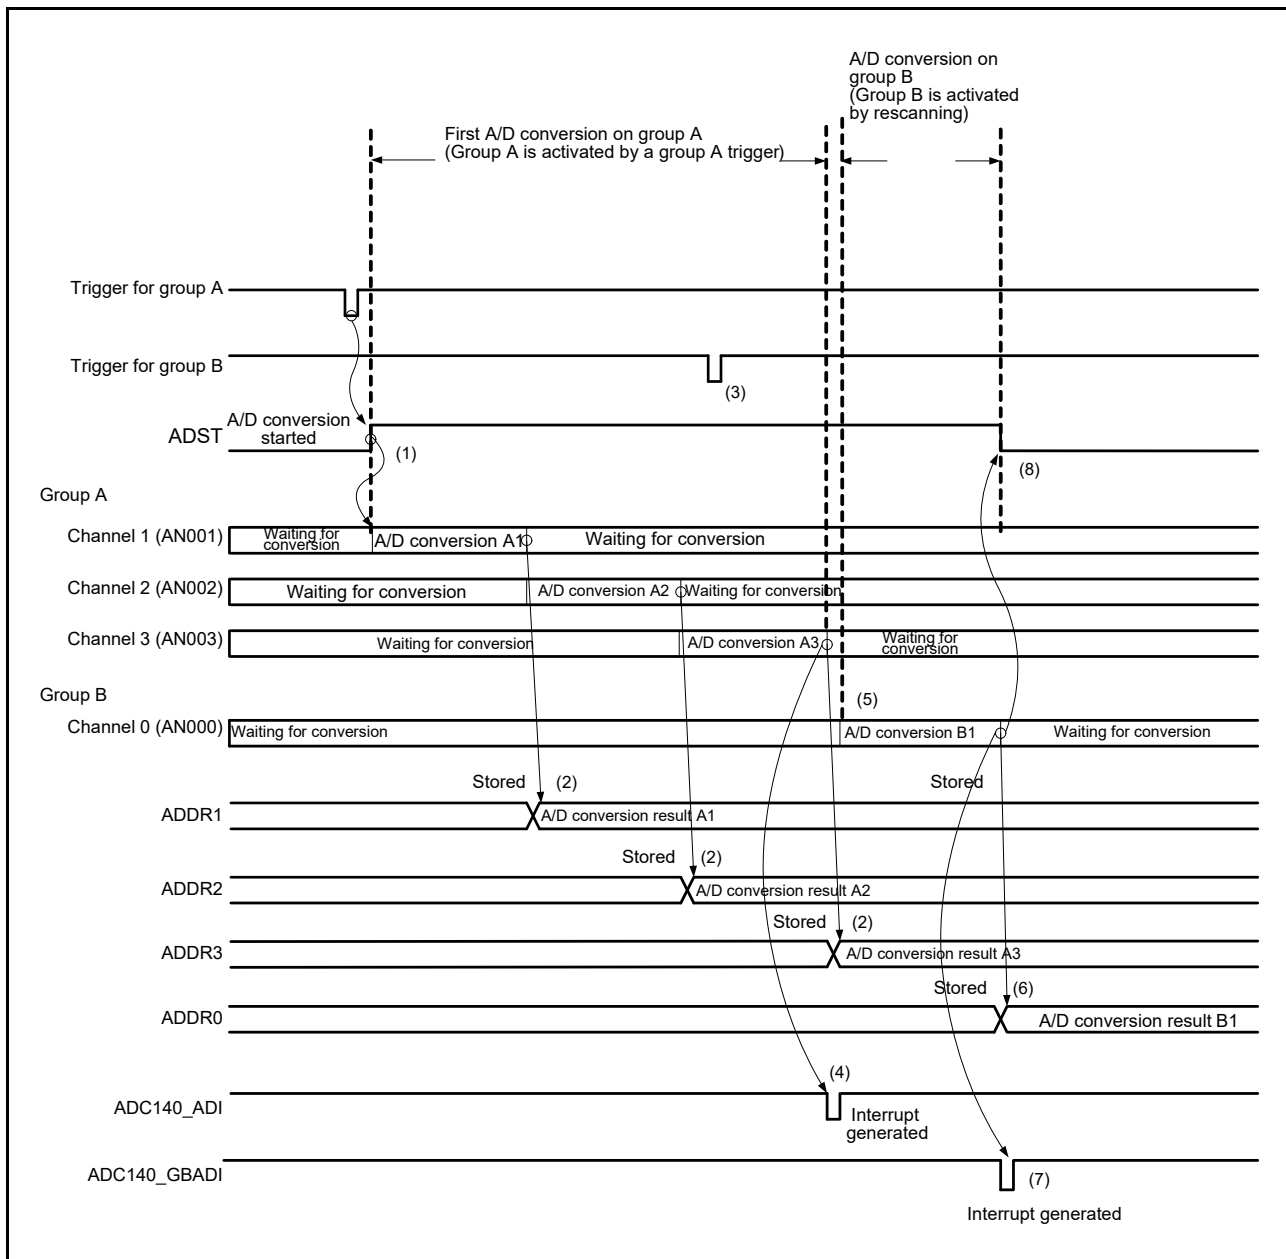 A/D conversion on
group B
(Group B is activated
by rescanning)
First A/D conversion on group A
(Group A is activated by a group A trigger)
Trigger for group A
Trigger for group B
(3)
A/D conversion
started
ADST
(1)
(8)
Group A
Channel 1 (AN001)
Waiting for
conversion
A/D conversion A1
Waiting for conversion
Channel 2 (AN002)
Waiting for conversion
A/D conversion A2
Waiting for conversion
Channel 3 (AN003)
Waiting for conversion
A/D conversion A3
Waiting for
conversion
Group B
(5)
Channel 0 (AN000)
Waiting for conversion
A/D conversion B1
Waiting for conversion
Stored
(2)
Stored
ADDR1
A/D conversion result A1
Stored
(2)
ADDR2
A/D conversion result A2
Stored
(2)
ADDR3
A/D conversion result A3
Stored
(6)
ADDR0
A/D conversion result B1
(4)
ADC140_ADI
Interrupt
generated
ADC140_GBADI
(7)
Interrupt generated